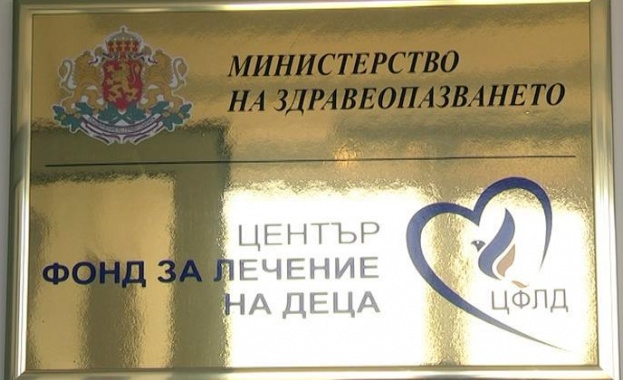 МИНИСТЕРСТВО
НА ЗДРАВЕОПАЗВАНЕТО
ЦЕНТЪР
ФОНД ЗА ЛЕЧЕНИЕ
НА ДЕЦА
ЦФЛД